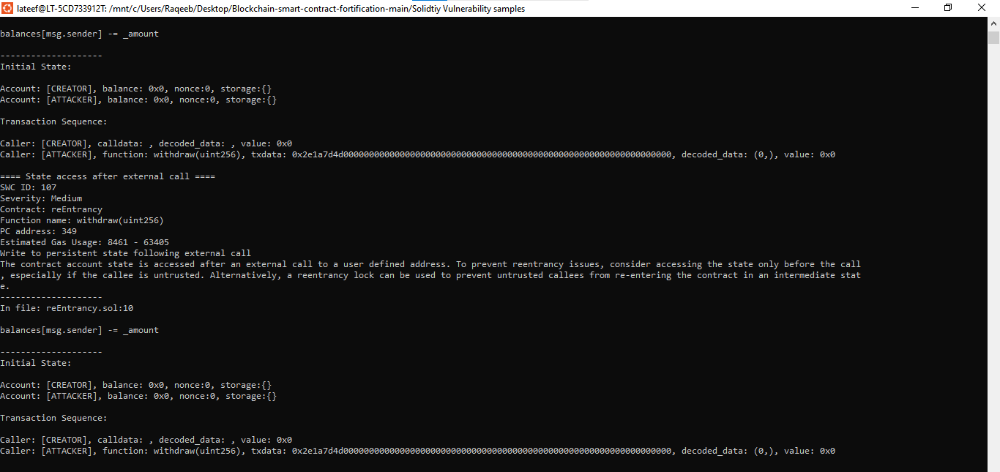 lateef@LT-5CD733912T: /mnt/c/Users/Raqeeb/Desktop/Blockchain-smart-contract-fortification-main/Solidtiy Vulnerability samples
balances[msg.sender] -= _amount
--------------------
Initial State:
Account: [CREATOR], balance: 0x0, nonce:0, storage:{}
Account: [ATTACKER], balance: 0x0, nonce:0, storage:{}
Transaction Sequence:
Caller: [CREATOR], calldata: , decoded_data: , value: 0x0
Caller: [ATTACKER], function: withdraw(uint256), txdata: 0x2e1a7d4d0000000000000000000000000000000000000000000000000000000000000000, decoded_data: (0,), value: 0x0
==== State access after external call ====
SWC ID: 107
Severity: Medium
Contract: reEntrancy
Function name: withdraw(uint256)
PC address: 349
Estimated Gas Usage: 8461 - 63405
Write to persistent state following external call
The contract account state is accessed after an external call to a user defined address. To prevent reentrancy issues, consider accessing the state only before the call
, especially if the callee is untrusted. Alternatively, a reentrancy lock can be used to prevent untrusted callees from re-entering the contract in an intermediate stat
e.
--------------------
In file: reEntrancy.sol:10
balances[msg.sender] -= _amount
--------------------
Initial State:
Account: [CREATOR], balance: 0x0, nonce:0, storage:{}
Account: [ATTACKER], balance: 0x0, nonce:0, storage:{}
Transaction Sequence:
Caller: [CREATOR], calldata: , decoded_data: , value: 0x0
Caller: [ATTACKER], function: withdraw(uint256), txdata: 0x2e1a7d4d0000000000000000000000000000000000000000000000000000000000000000, decoded_data: (0,), value: 0x0